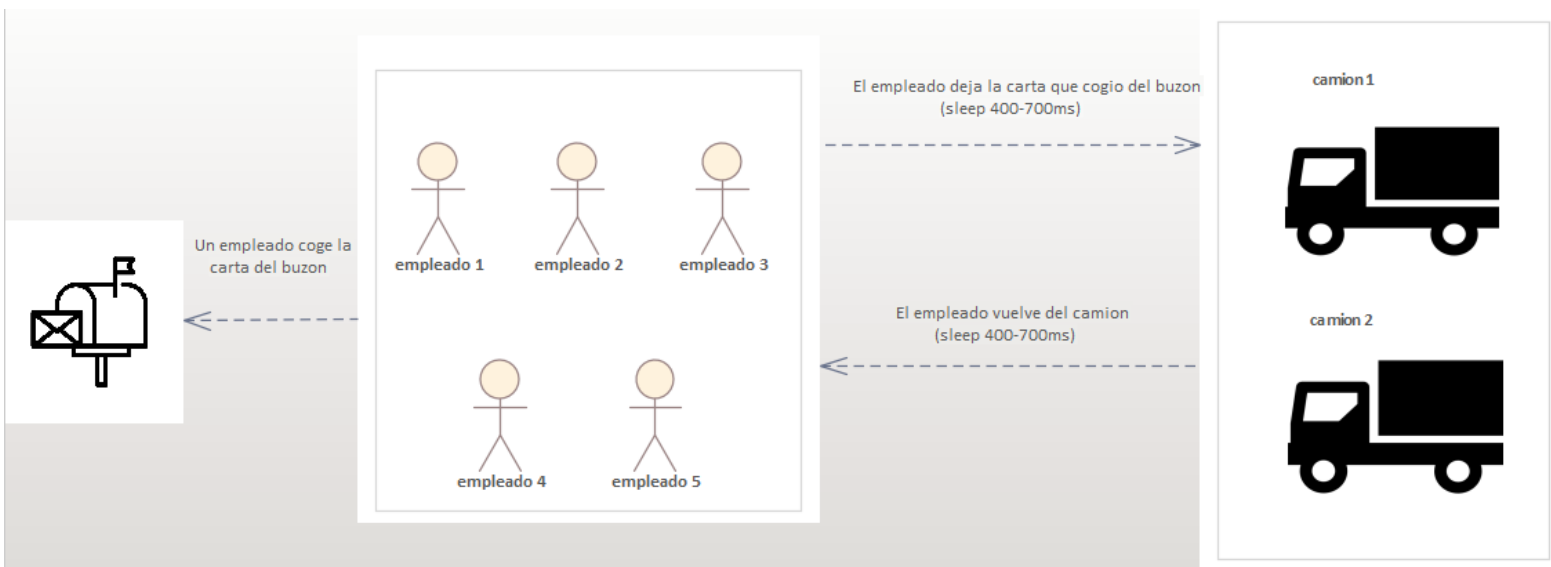 Un empleado coge la
carta del buzon
empleado 1
empleado 2
empleado 3
empleado 4
empleado 5
El empleado deja la carta que cogio del buzon
(sleep 400-700ms)
El empleado vuelve del camion
(sleep 400-700ms)
camion 1
camion 2